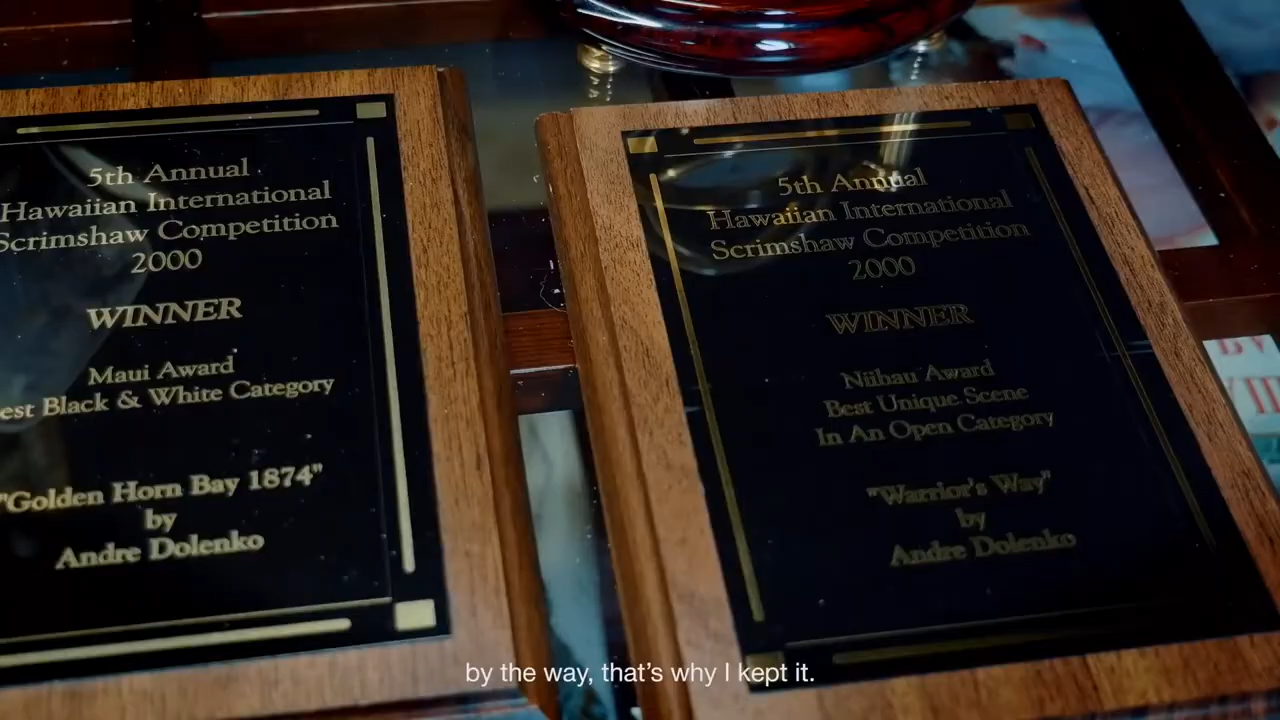 5th Annual
Hawaiian International
Scrimshaw Competition
2000
WINNER
Maui Award
Black & White Category
"Golden Horn Bay 1874"
by
Andre Dolenko
5th Annual
Hawaiian International
Scrimshaw Competition
2000
WINNER
Niihau Award
Best Unique Scene
In An Open Category
"Warrior's Way"
by
Andre Dolenko
by the way, that's why I kept it.